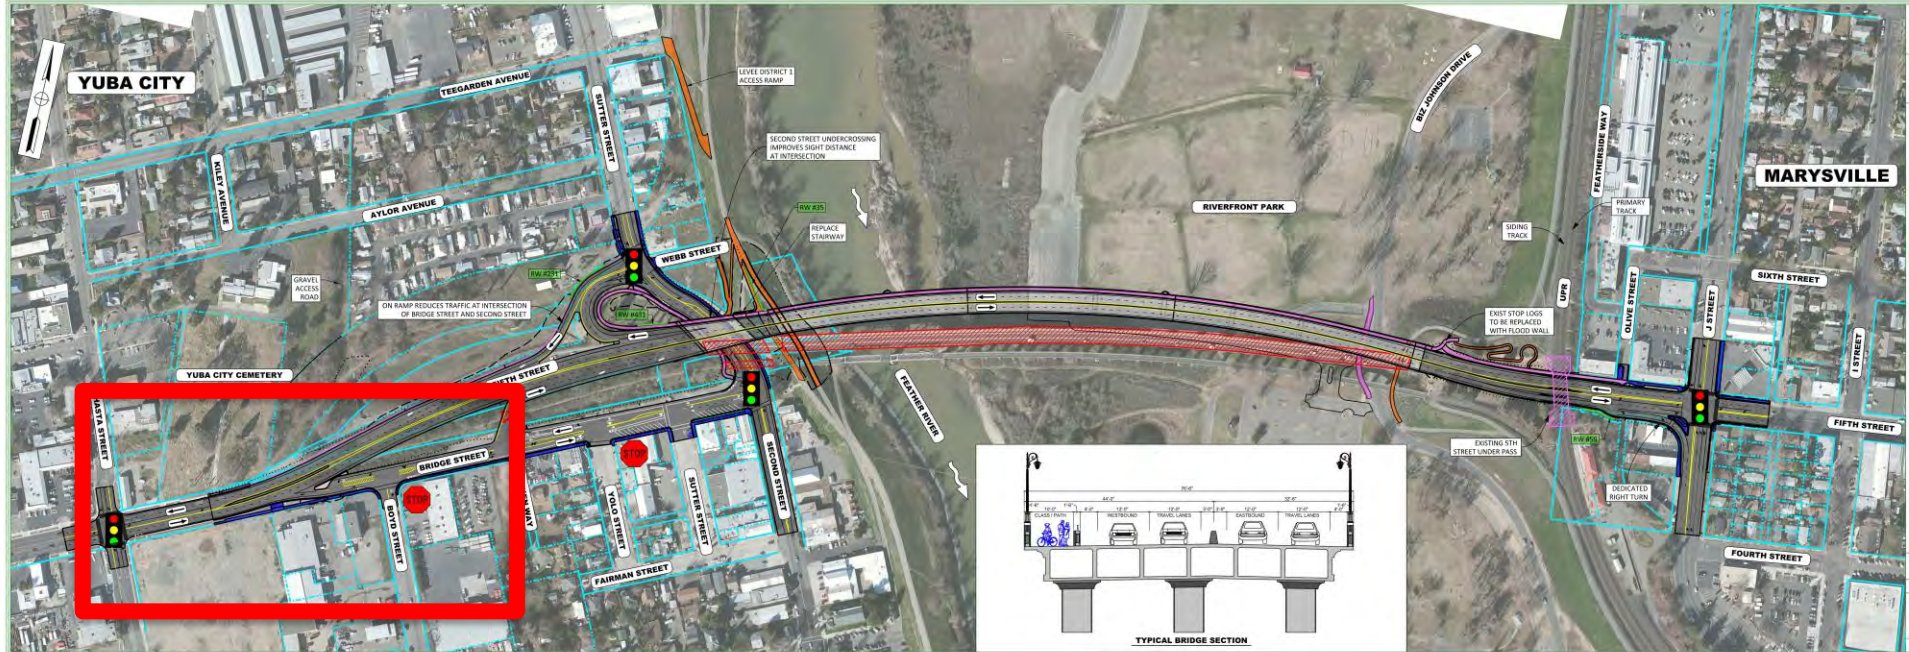 YUBA CITY
TEEGARDEN AVENUE
SUTTER STREET
KILEY AVENUE
AYLOR AVENUE
LEVEE DISTRICT 1
ACCESS RAMP
SECOND STREET UNDERCROSSING
IMPROVES SIGHT DISTANCE
AT INTERSECTION
RW #35
REPLACE
STAIRWAY
WEBB STREET
RW #231
GRAVEL
ACCESS
ROAD
ON RAMP REDUCES TRAFFIC AT INTERSECTION
OF BRIDGE STREET AND SECOND STREET
YUBA CITY CEMETERY
BRIDGE STREET
STOP
BOYD STREET
STOP
YOLO STREET
SUTTER STREET
SECOND STREET
FAIRMAN STREET
FEATHER RIVER
RIVERFRONT PARK
BIZ JOHNSON DRIVE
FEATHERSIDE WAY
MARYSVILLE
PRIMARY
TRACK
SIDING
TRACK
UPR
OLIVE STREET
J STREET
SIXTH STREET
I STREET
EXIST STOP LOGS
TO BE REPLACED
WITH FLOOD WALL
FIFTH STREET
EXISTING 5TH
STREET UNDER PASS
DEDICATED
RIGHT TURN
FOURTH STREET
CLASS I PATH
WESTBOUND
TRAVEL LANES
EASTBOUND
TRAVEL LANES
TYPICAL BRIDGE SECTION